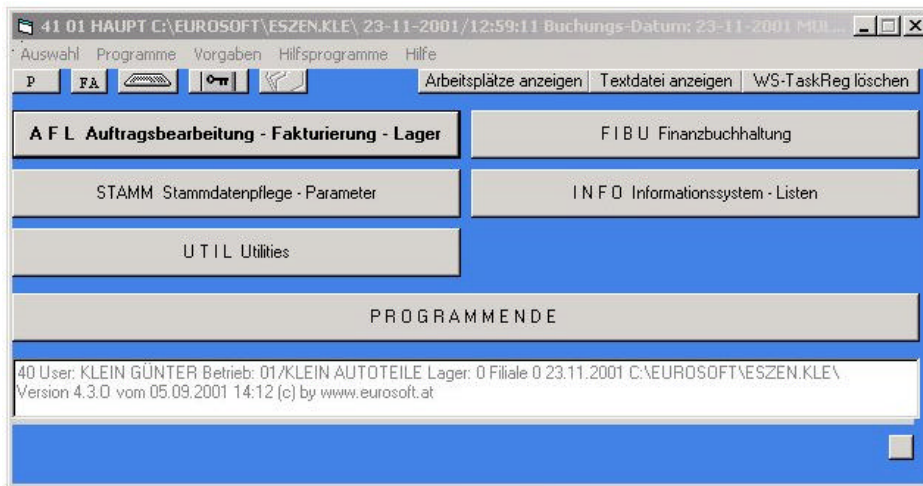 41 01 HAUPT C:\EUROSOFT\ESZEN.KLE\ 23-11-2001/12:59:11 Buchungs-Datum: 23-11-2001 MUL...
Auswahl Programme Vorgaben Hilfsprogramme Hilfe
P FA Arbeitsplätze anzeigen Textdatei anzeigen WS-TaskReg löschen
A F L Auftragsbearbeitung - Fakturierung - Lager
F I B U Finanzbuchhaltung
STAMM Stammdatenpflege - Parameter
I N F O Informationssystem - Listen
U T I L Utilities
P R O G R A M M E N D E
40 User: KLEIN GÜNTER Betrieb: 01/KLEIN AUTOTEILE Lager: 0 Filiale 0 23.11.2001 C:\EUROSOFT\ESZEN.KLE\
Version 4.3.0 vom 05.09.2001 14:12 (c) by www.eurosoft.at